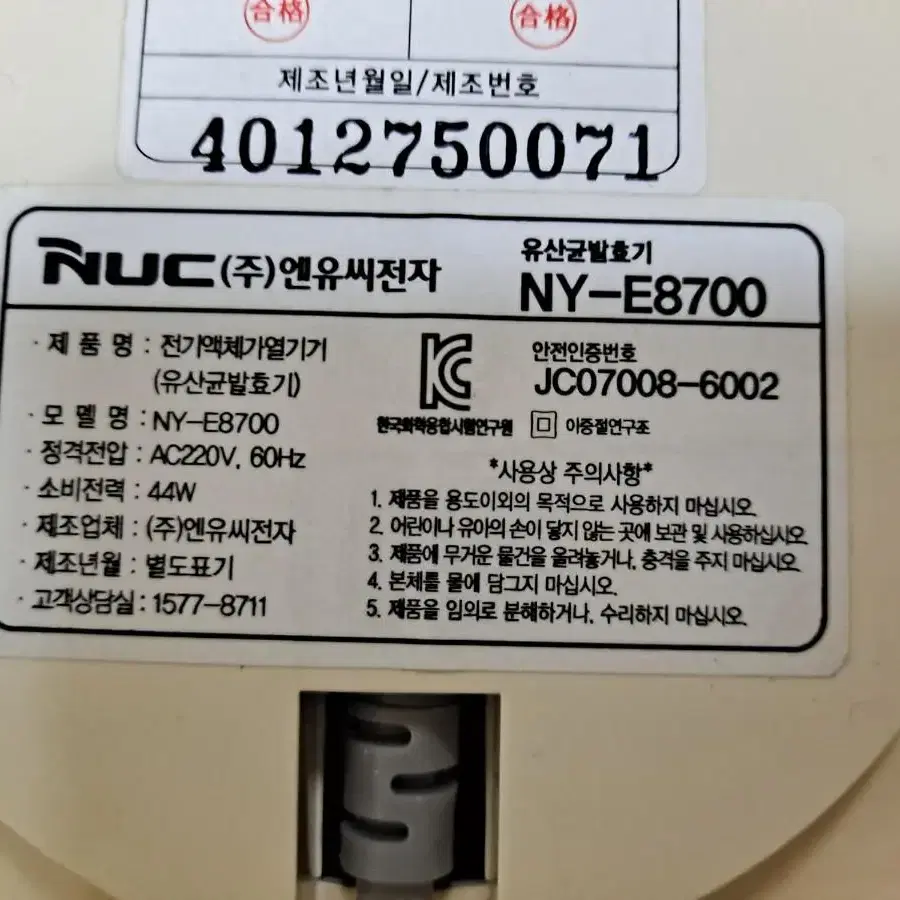 合格 合格
제조년월일/제조번호
4012750071
NUC (주)엔유씨전자
유산균발효기
NY-E8700
· 제 품 명 : 전기액체가열기기
(유산균발효기)
· 모 델 명 : NY-E8700
· 정격전압 : AC220V, 60Hz
· 소비전력 : 44W
· 제조업체 : (주)엔유씨전자
· 제조년월 : 별도표기
· 고객상담실 : 1577-8711
한국화학융합시험연구원
안전인증번호
JC07008-6002
이중절연구조
*사용상 주의사항*
1. 제품을 용도이외의 목적으로 사용하지 마십시오.
2. 어린이나 유아의 손이 닿지 않는 곳에 보관 및 사용하십시오.
3. 제품에 무거운 물건을 올려놓거나, 충격을 주지 마십시오.
4. 본체를 물에 담그지 마십시오.
5. 제품을 임의로 분해하거나, 수리하지 마십시오.